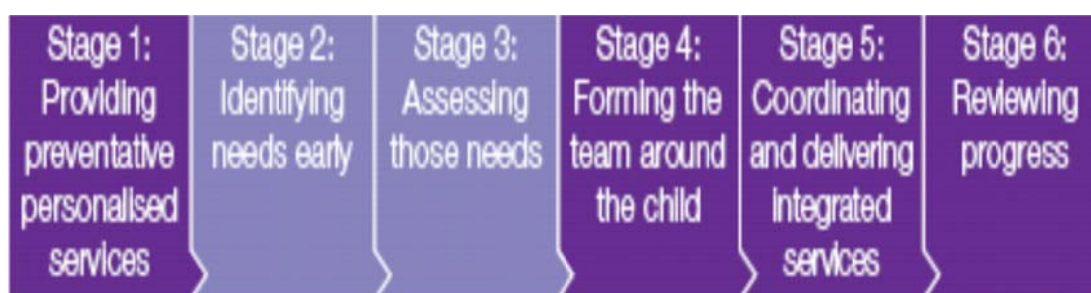 Stage 1:
Providing
preventative
personalised
services
Stage 2:
Identifying
needs early
Stage 3:
Assessing
those needs
Stage 4:
Forming the
team around
the child
Stage 5:
Coordinating
and delivering
integrated
services
Stage 6:
Reviewing
progress